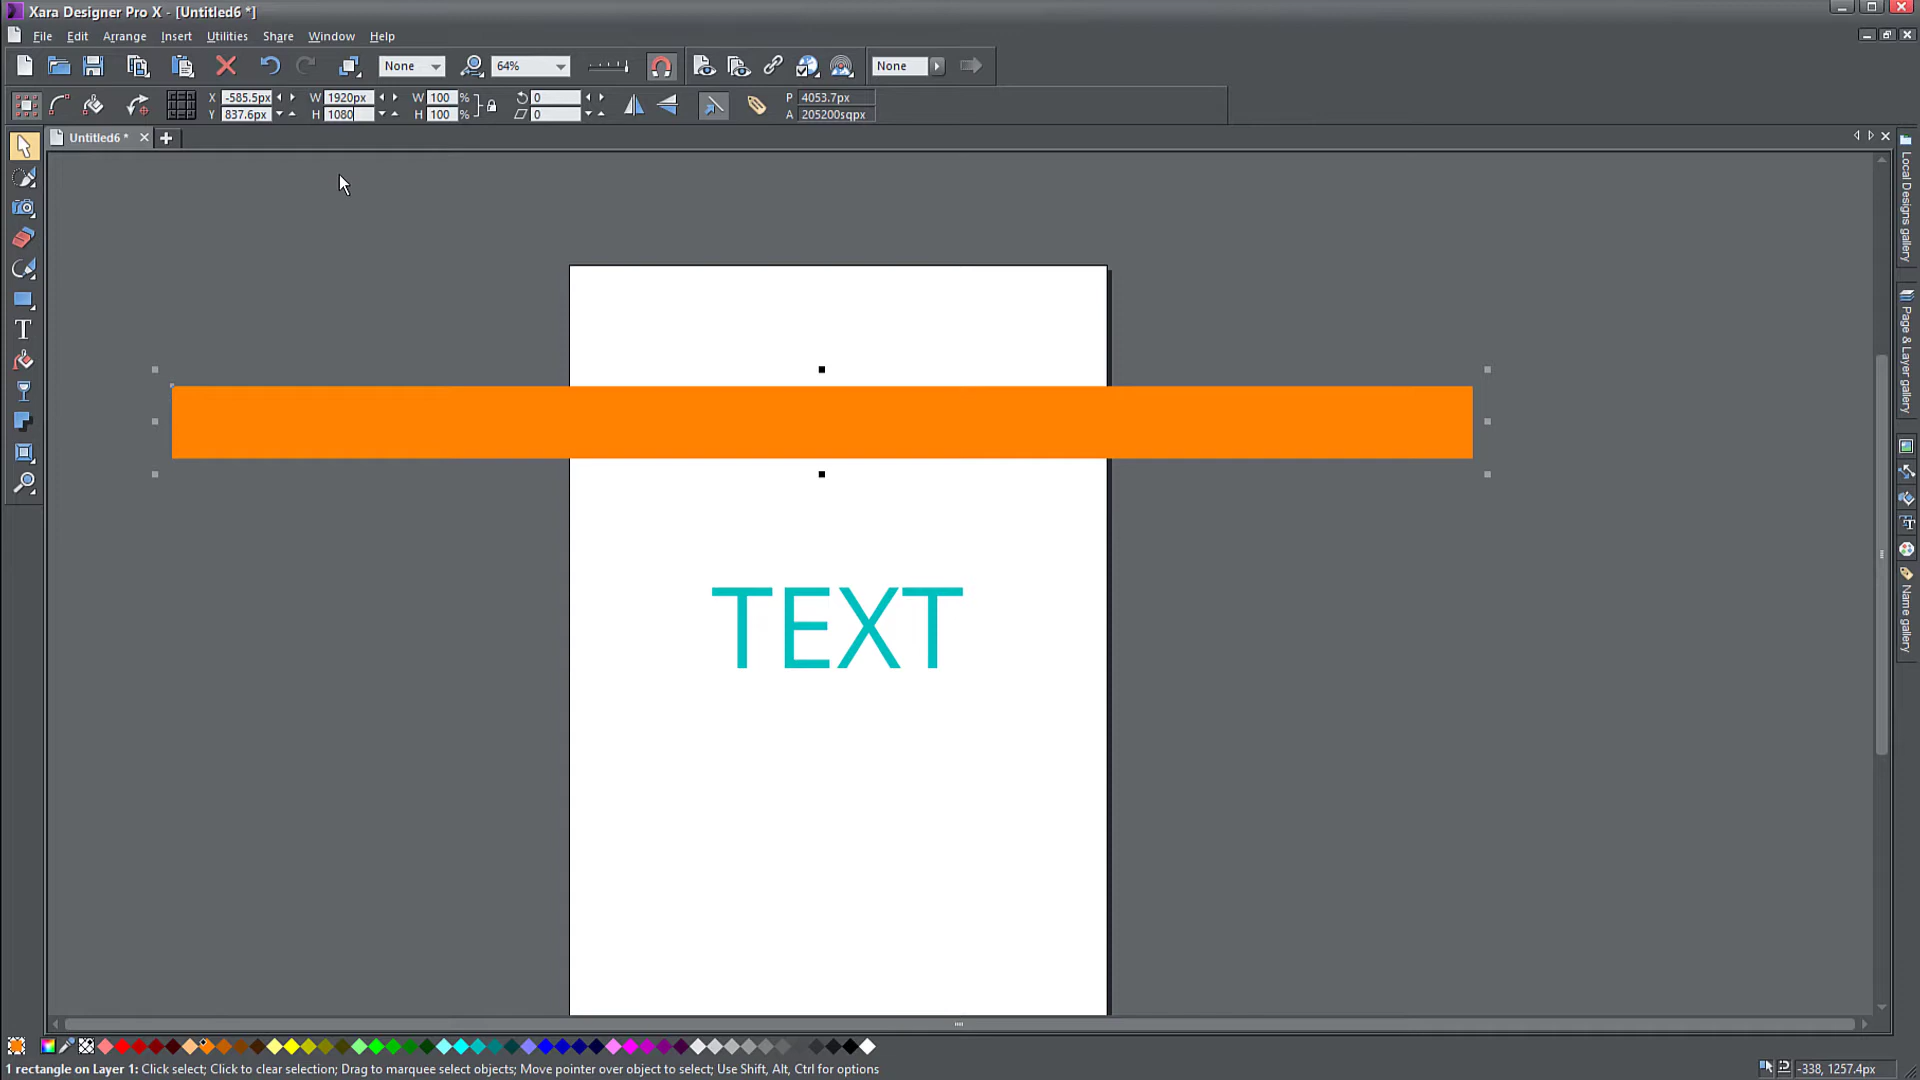 Xara Designer Pro X - [Untitled6 *]
File Edit Arrange Insert Utilities Share Window Help
None 64% None
X -585.5px W 1920px W 100 % 0 P 4053.7px
Y 837.6px H 1080 H 100 % 0 A 205200sqpx
Untitled6 *
Local Designs gallery
Page & Layer gallery
Name gallery
TEXT
1 rectangle on Layer 1: Click select; Click to clear selection; Drag to marquee select objects; Move pointer over object to select; Use Shift, Alt, Ctrl for options
-338, 1257.4px